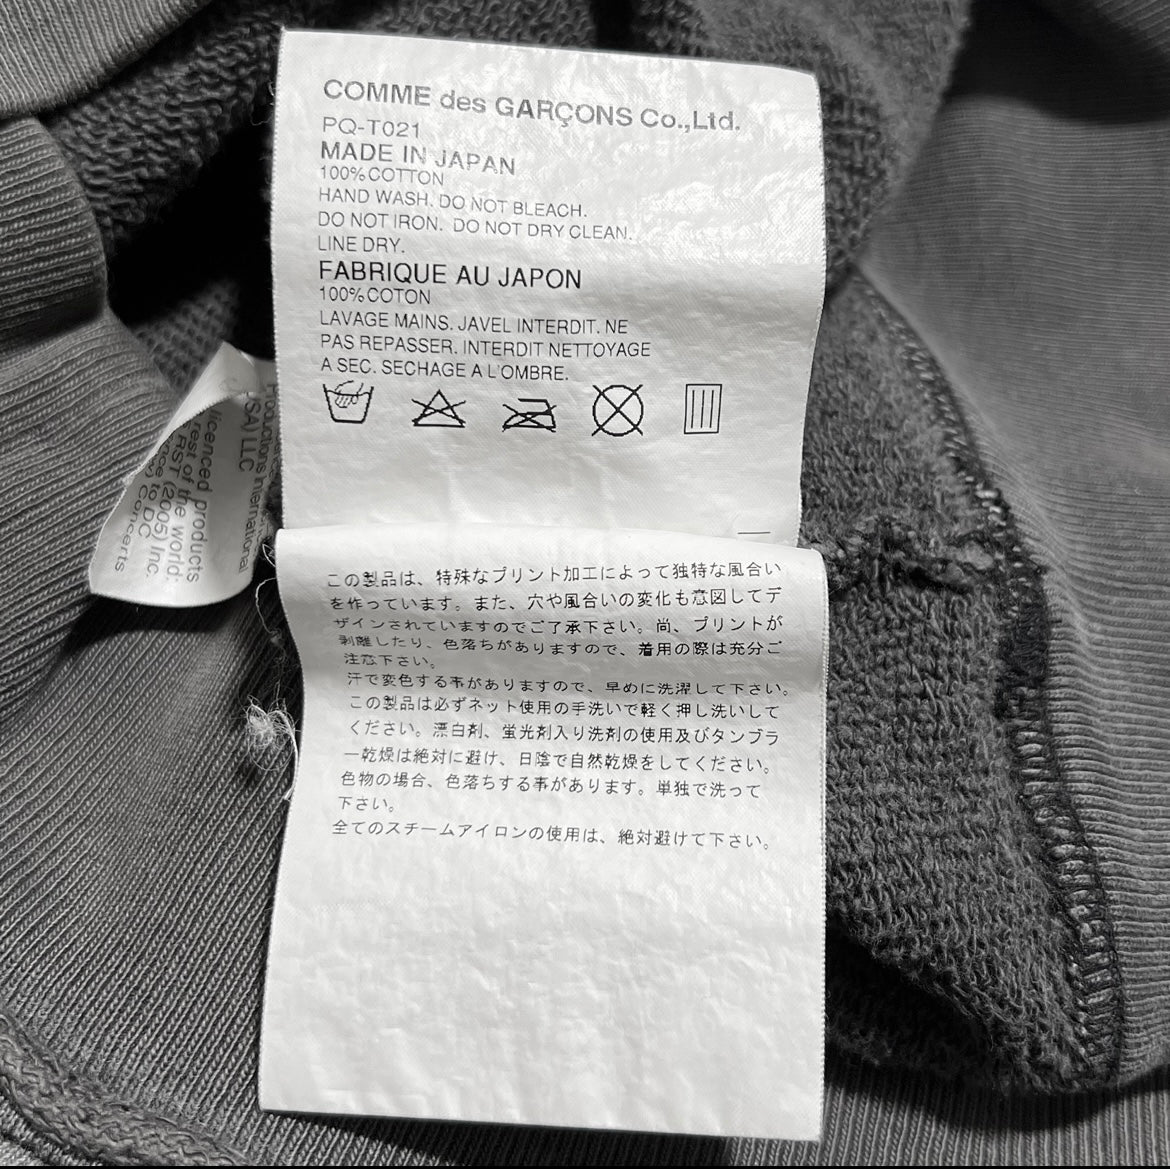 COMME des GARÇONS Co.,Ltd.
PQ-T021
MADE IN JAPAN
100%COTTON
HAND WASH. DO NOT BLEACH.
DO NOT IRON. DO NOT DRY CLEAN.
LINE DRY.
FABRIQUE AU JAPON
100%COTON
LAVAGE MAINS. JAVEL INTERDIT. NE
PAS REPASSER. INTERDIT NETTOYAGE
A SEC. SECHAGE A L'OMBRE.
この製品は、特殊なプリント加工によって独特な風合い
を作っています。また、穴や風合いの変化も意図してデ
ザインされていますのでご了承下さい。尚、プリントが
剥離したり、色落ちがありますので、着用の際は充分ご
注意下さい。
汗で変色する事がありますので、早めに洗濯して下さい。
この製品は必ずネット使用の手洗いで軽く押し洗いして
ください。漂白剤、蛍光剤入り洗剤の使用及びタンブラ
ー乾燥は絶対に避け、日陰で自然乾燥をしてください。
色物の場合、色落ちする事があります。単独で洗って
下さい。
全てのスチームアイロンの使用は、絶対避けて下さい。
Productions International
(USA) LLC
licenced products
rest of the world.
RST (2005) Inc.
to DC
Concerts